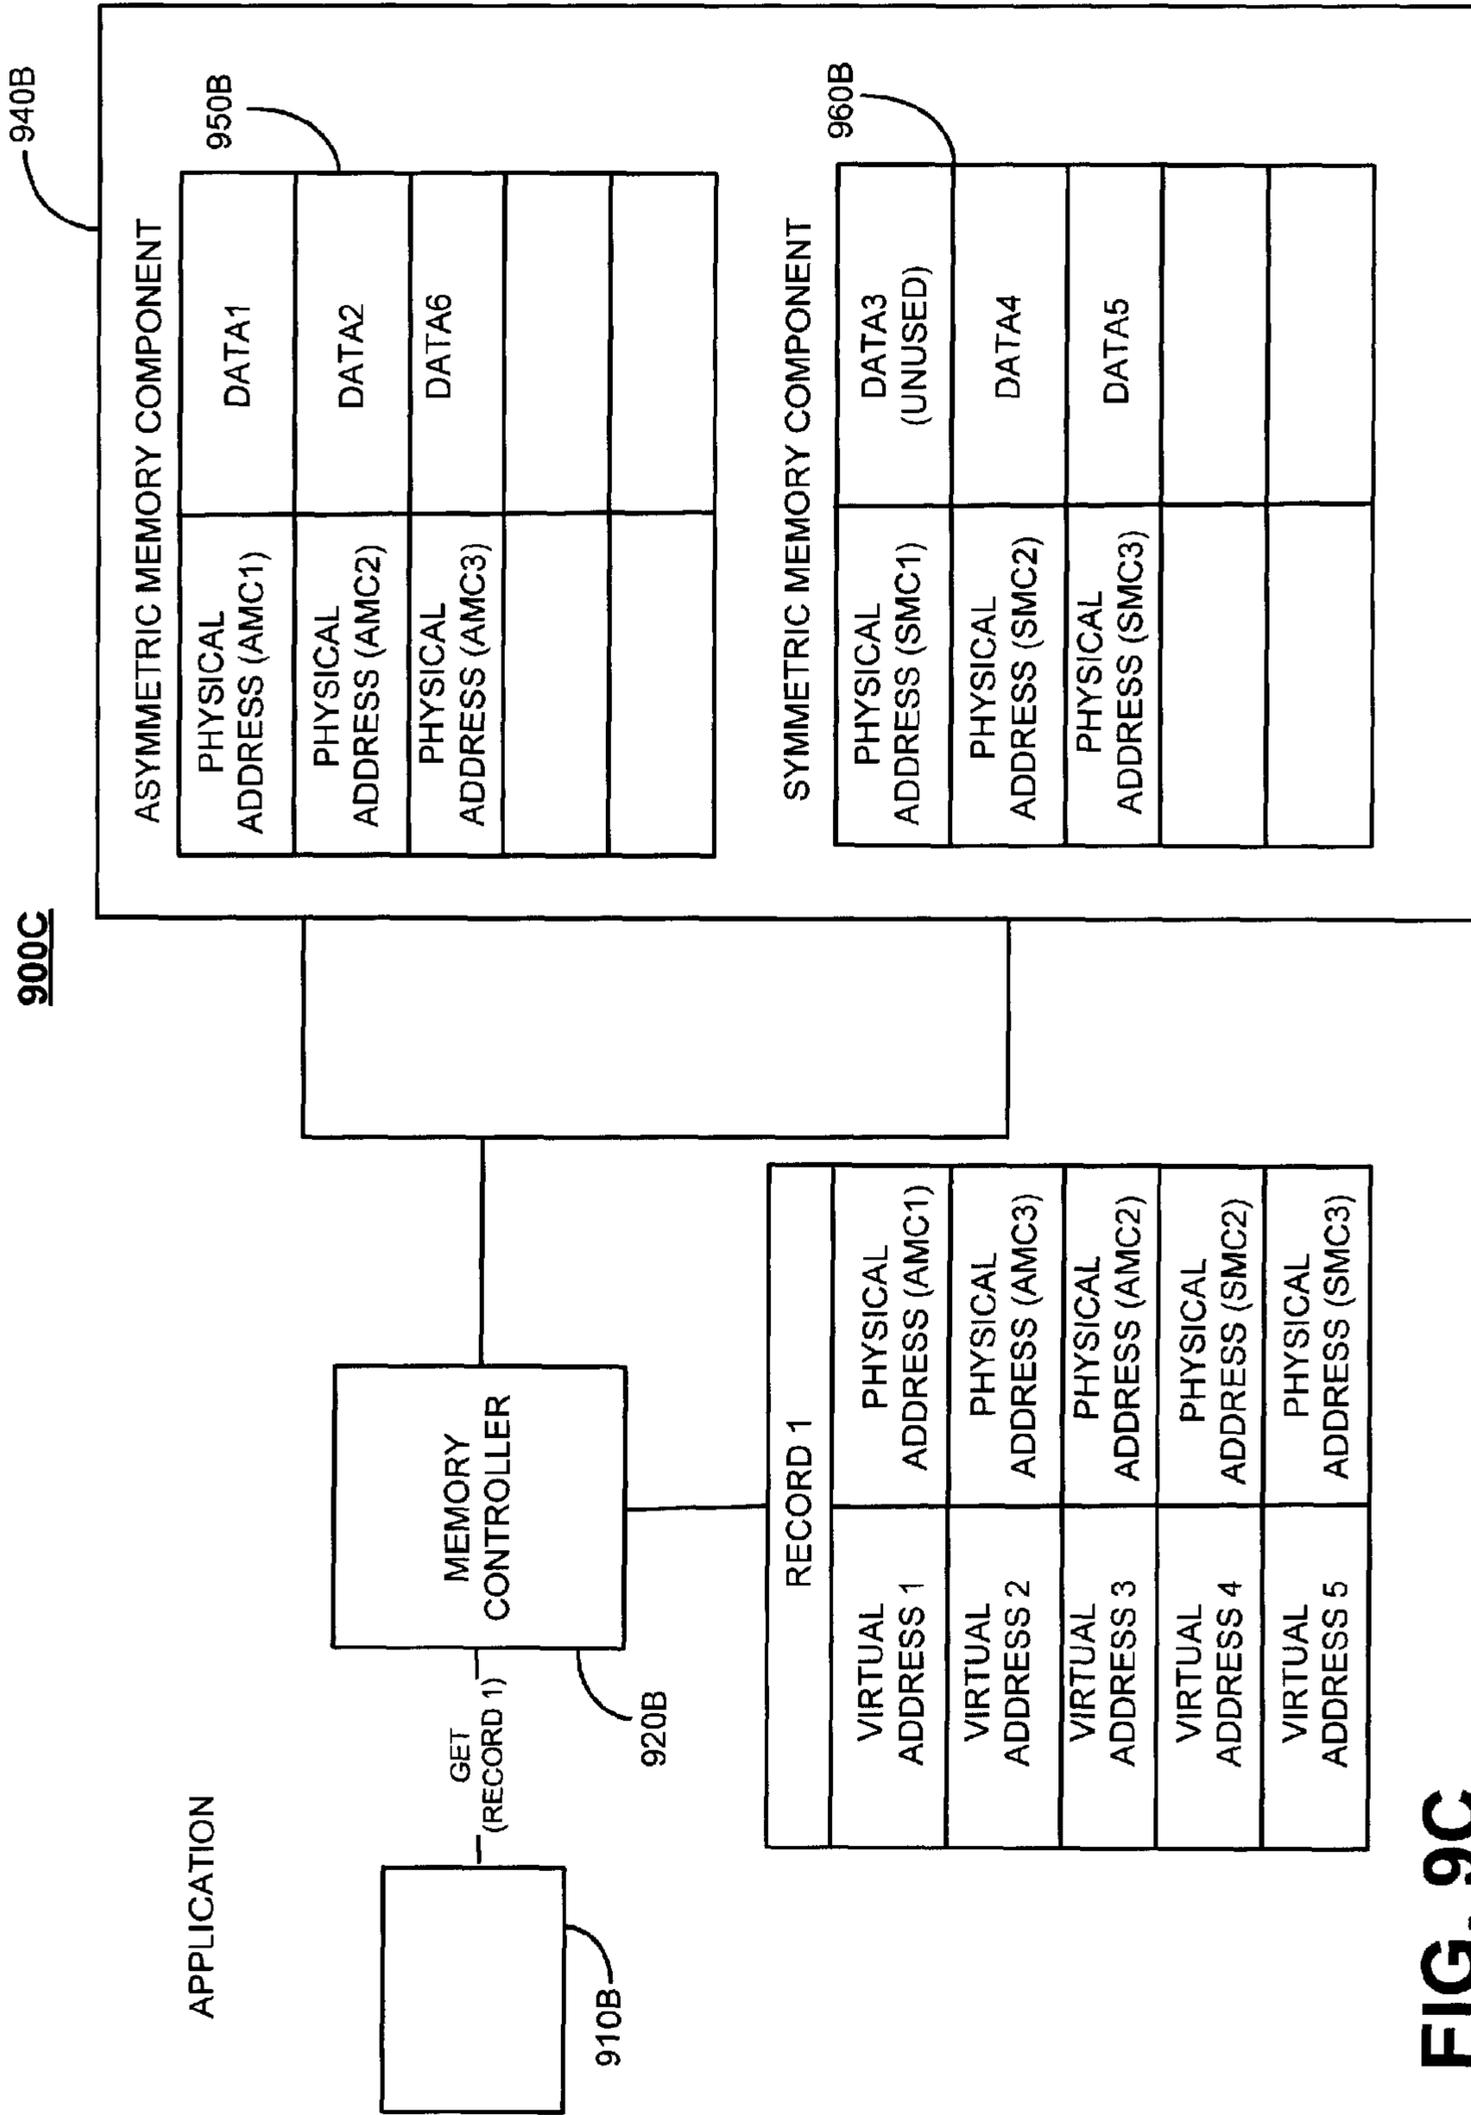 900C
940B
APPLICATION
910B
GET
(RECORD 1)
MEMORY
CONTROLLER
920B
RECORD 1
VIRTUAL
ADDRESS 1
PHYSICAL
ADDRESS (AMC1)
VIRTUAL
ADDRESS 2
PHYSICAL
ADDRESS (AMC3)
VIRTUAL
ADDRESS 3
PHYSICAL
ADDRESS (AMC2)
VIRTUAL
ADDRESS 4
PHYSICAL
ADDRESS (SMC2)
VIRTUAL
ADDRESS 5
PHYSICAL
ADDRESS (SMC3)
ASYMMETRIC MEMORY COMPONENT
PHYSICAL
ADDRESS (AMC1)
DATA1
PHYSICAL
ADDRESS (AMC2)
DATA2
PHYSICAL
ADDRESS (AMC3)
DATA6
950B
SYMMETRIC MEMORY COMPONENT
PHYSICAL
ADDRESS (SMC1)
DATA3
(UNUSED)
PHYSICAL
ADDRESS (SMC2)
DATA4
PHYSICAL
ADDRESS (SMC3)
DATA5
960B
FIG. 9C